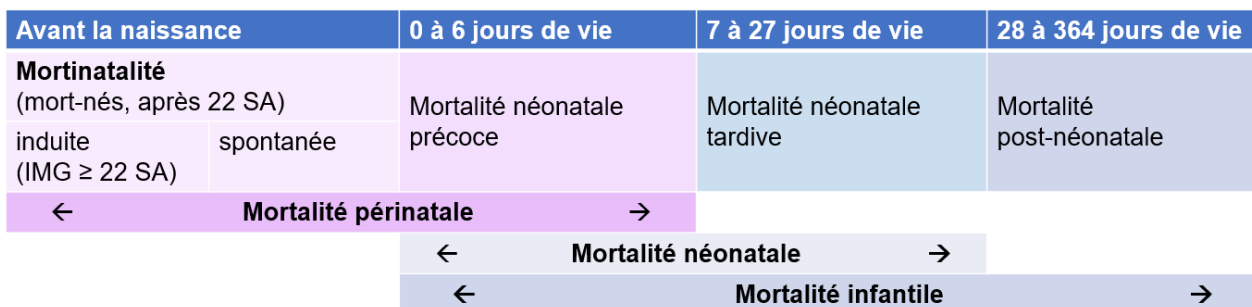 Avant la naissance
0 à 6 jours de vie
7 à 27 jours de vie
28 à 364 jours de vie
Mortinatalité
(mort-nés, après 22 SA)
induite
(IMG ≥ 22 SA)
spontanée
Mortalité néonatale
précoce
Mortalité néonatale
tardive
Mortalité
post-néonatale
← Mortalité périnatale →
← Mortalité néonatale →
← Mortalité infantile →